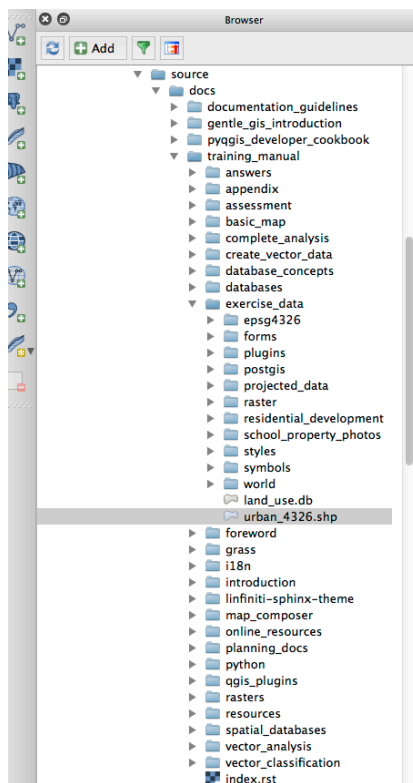 Browser
Add
source
docs
documentation_guidelines
gentle_gis_introduction
pyqgis_developer_cookbook
training_manual
answers
appendix
assessment
basic_map
complete_analysis
create_vector_data
database_concepts
databases
exercise_data
epsg4326
forms
plugins
postgis
projected_data
raster
residential_development
school_property_photos
styles
symbols
world
land_use.db
urban_4326.shp
foreword
grass
i18n
introduction
linfiniti-sphinx-theme
map_composer
online_resources
planning_docs
python
qgis_plugins
rasters
resources
spatial_databases
vector_analysis
vector_classification
index.rst